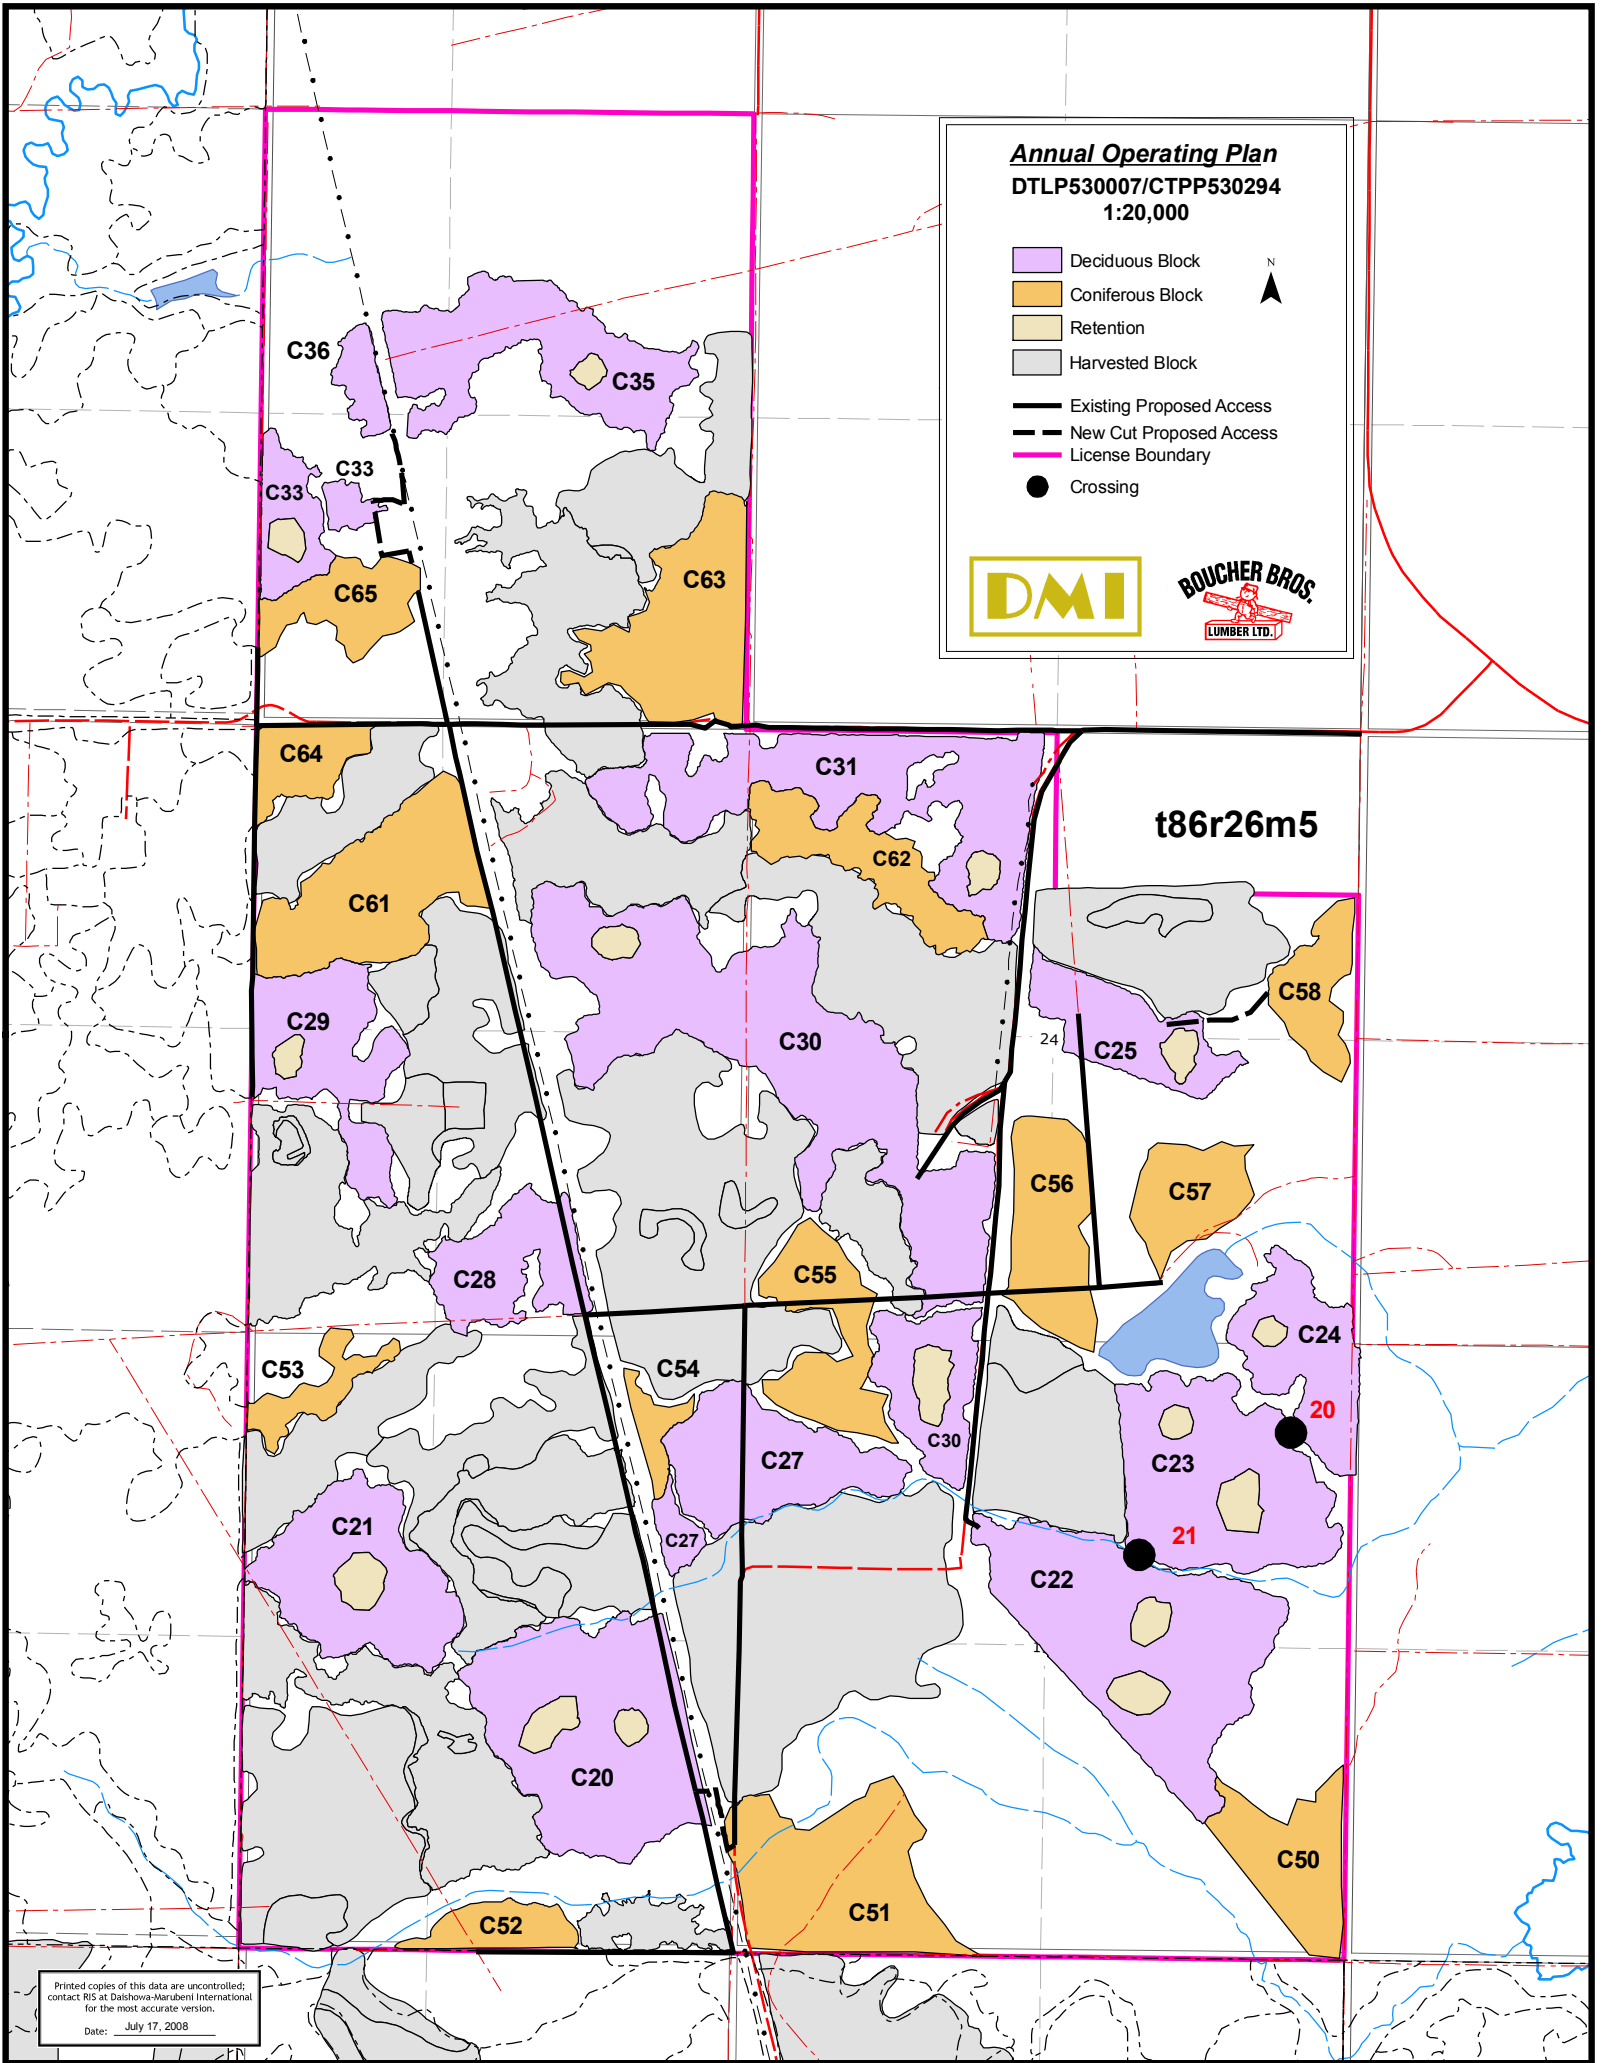 Annual Operating Plan
DTLP530007/CTPP530294
1:20,000
Deciduous Block
N
Coniferous Block
Retention
Harvested Block
Existing Proposed Access
New Cut Proposed Access
License Boundary
Crossing
DMI
BOUCHER BROS.
LUMBER LTD.
C36
C35
C33
C33
C65
C63
C64
C31
t86r26m5
C62
C61
C58
C29
C30
24
C25
C56
C57
C28
C55
C24
C53
C54
20
C30
C27
C23
C21
21
C27
C22
C20
C50
C51
C52
Printed copies of this data are uncontrolled;
contact RIS at Daishowa-Marubeni International
for the most accurate version.
Date: July 17, 2008